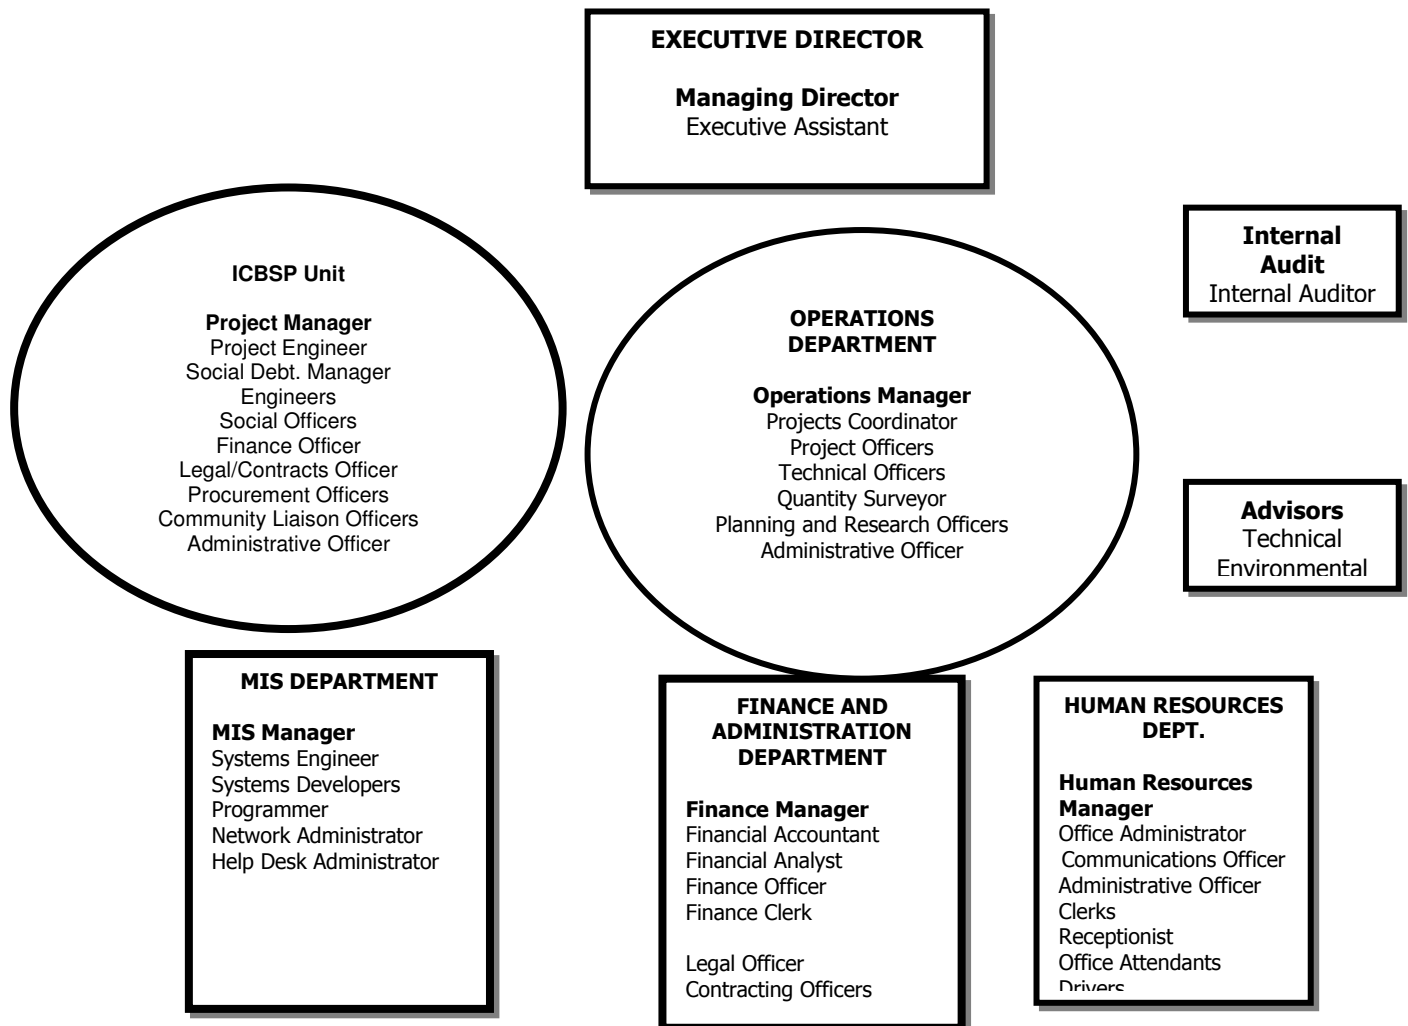 EXECUTIVE DIRECTOR
Managing Director
Executive Assistant
ICBSP Unit
Project Manager
Project Engineer
Social Debt. Manager
Engineers
Social Officers
Finance Officer
Legal/Contracts Officer
Procurement Officers
Community Liaison Officers
Administrative Officer
OPERATIONS
DEPARTMENT
Operations Manager
Projects Coordinator
Project Officers
Technical Officers
Quantity Surveyor
Planning and Research Officers
Administrative Officer
Internal
Audit
Internal Auditor
Advisors
Technical
Environmental
MIS DEPARTMENT
MIS Manager
Systems Engineer
Systems Developers
Programmer
Network Administrator
Help Desk Administrator
FINANCE AND
ADMINISTRATION
DEPARTMENT
Finance Manager
Financial Accountant
Financial Analyst
Finance Officer
Finance Clerk
Legal Officer
Contracting Officers
HUMAN RESOURCES
DEPT.
Human Resources
Manager
Office Administrator
Communications Officer
Administrative Officer
Clerks
Receptionist
Office Attendants
Drivers